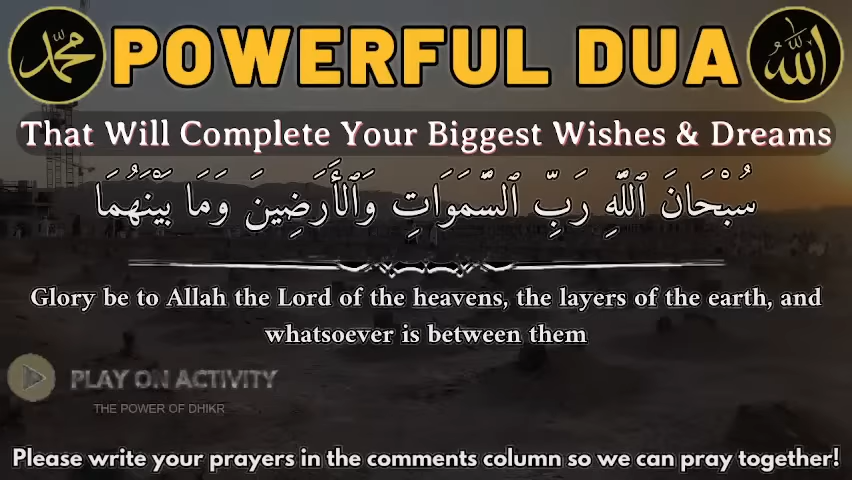 محمد
POWERFUL DUA
الله
That Will Complete Your Biggest Wishes & Dreams
سُبْحَانَ ٱللَّهِ رَبِّ ٱلسَّمَوَاتِ وَٱلْأَرَضِينَ وَمَا بَيْنَهُمَا
Glory be to Allah the Lord of the heavens, the layers of the earth, and
whatsoever is between them
PLAY ON ACTIVITY
THE POWER OF DHIKR
Please write your prayers in the comments column so we can pray together!